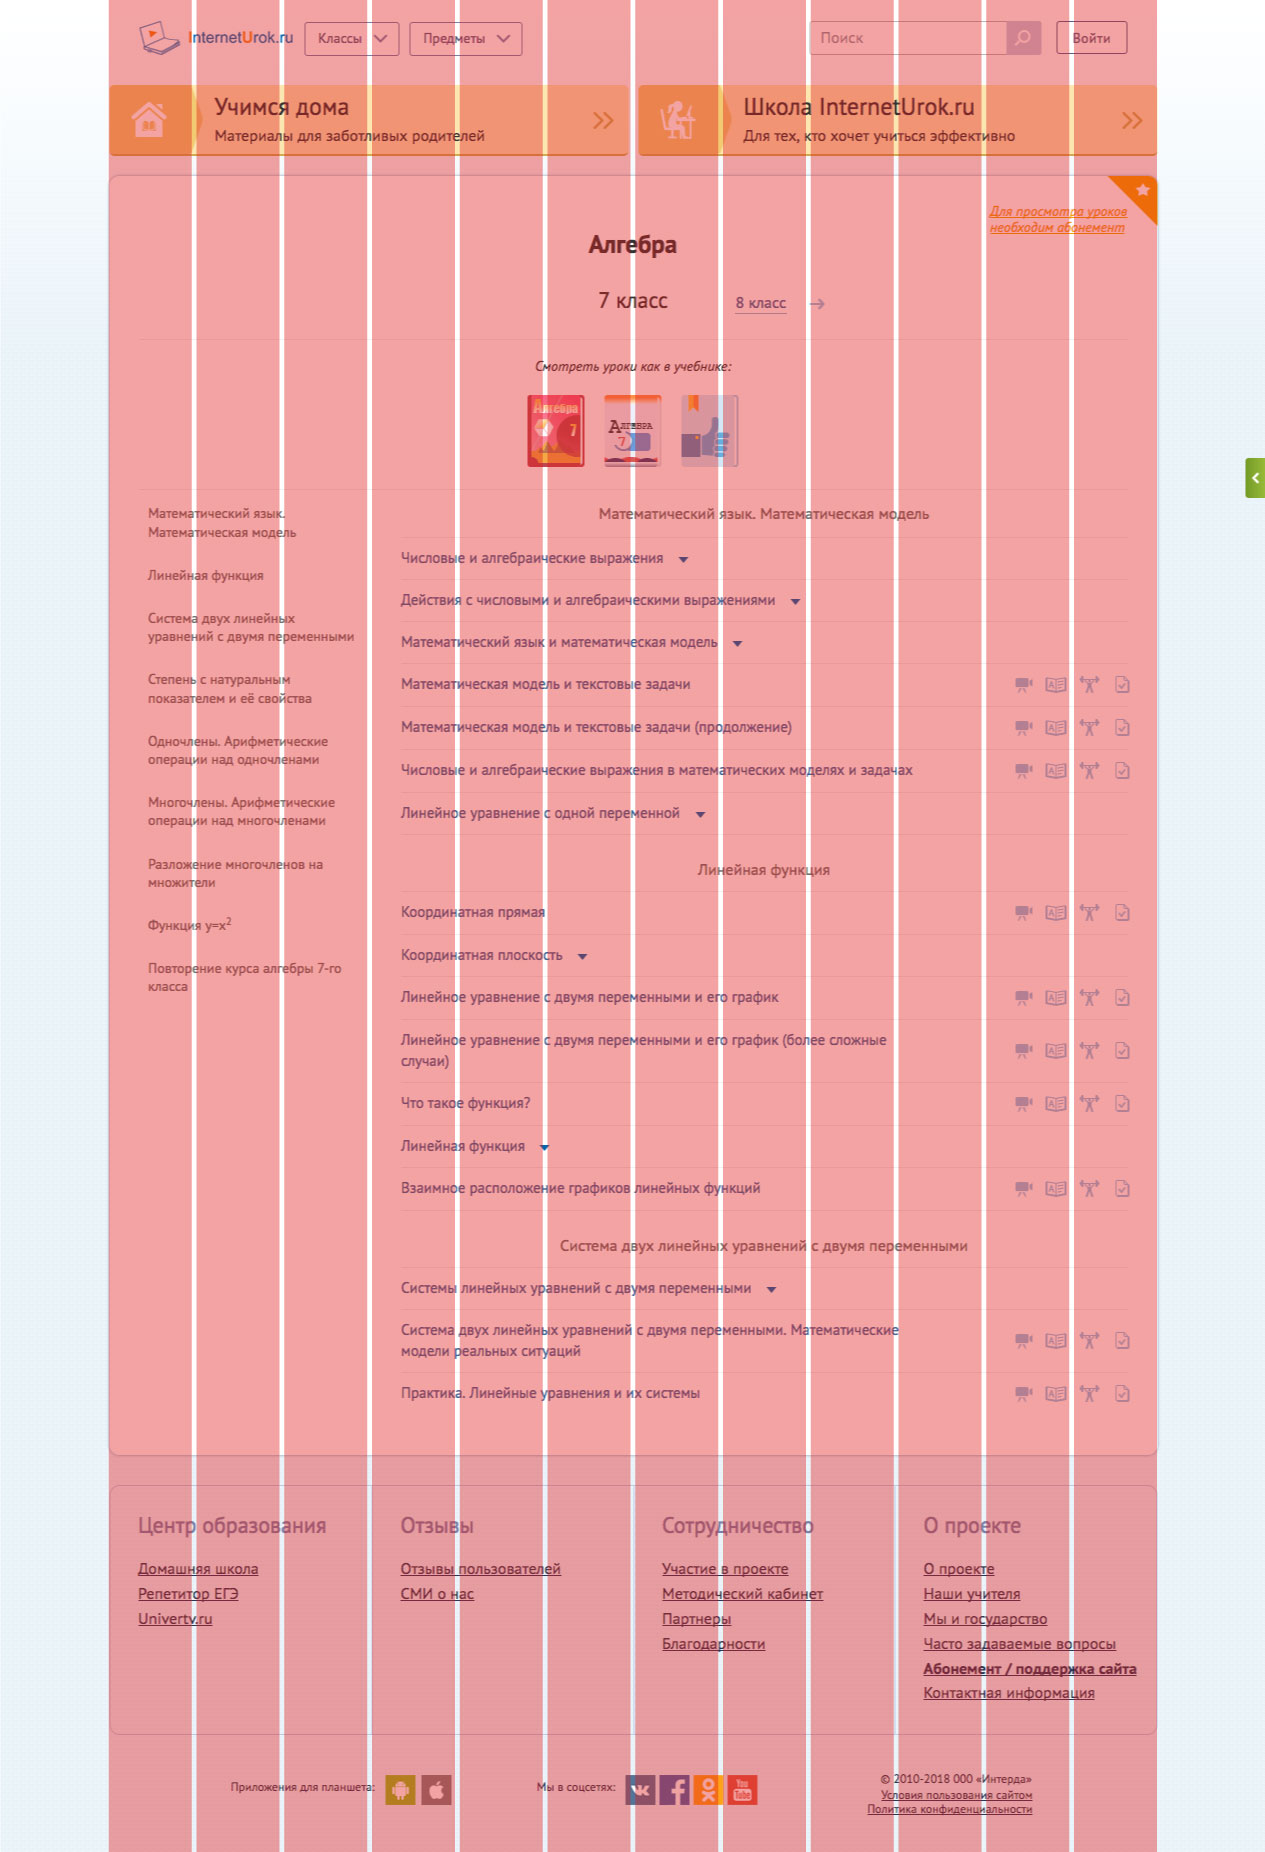 InternetUrok.ru
Классы
Предметы
Поиск
Войти
Учимся дома
Материалы для заботливых родителей
Школа InternetUrok.ru
Для тех, кто хочет учиться эффективно
Для просмотра уроков
необходим абонемент
Алгебра
7 класс
8 класс
Смотреть уроки как в учебнике:
Алгебра
7
Алгебра
7
Математический язык.
Математическая модель
Линейная функция
Система двух линейных
уравнений с двумя переменными
Степень с натуральным
показателем и её свойства
Одночлены. Арифметические
операции над одночленами
Многочлены. Арифметические
операции над многочленами
Разложение многочленов на
множители
Функция y=x²
Повторение курса алгебры 7-го
класса
Математический язык. Математическая модель
Числовые и алгебраические выражения
Действия с числовыми и алгебраическими выражениями
Математический язык и математическая модель
Математическая модель и текстовые задачи
Математическая модель и текстовые задачи (продолжение)
Числовые и алгебраические выражения в математических моделях и задачах
Линейное уравнение с одной переменной
Линейная функция
Координатная прямая
Координатная плоскость
Линейное уравнение с двумя переменными и его график
Линейное уравнение с двумя переменными и его график (более сложные
случаи)
Что такое функция?
Линейная функция
Взаимное расположение графиков линейных функций
Система двух линейных уравнений с двумя переменными
Системы линейных уравнений с двумя переменными
Система двух линейных уравнений с двумя переменными. Математические
модели реальных ситуаций
Практика. Линейные уравнения и их системы
Центр образования
Домашняя школа
Репетитор ЕГЭ
Univertv.ru
Отзывы
Отзывы пользователей
СМИ о нас
Сотрудничество
Участие в проекте
Методический кабинет
Партнеры
Благодарности
О проекте
О проекте
Наши учителя
Мы и государство
Часто задаваемые вопросы
Абонемент / поддержка сайта
Контактная информация
Приложения для планшета:
Мы в соцсетях:
You
Tube
© 2010-2018 ООО «Интерда»
Условия пользования сайтом
Политика конфиденциальности